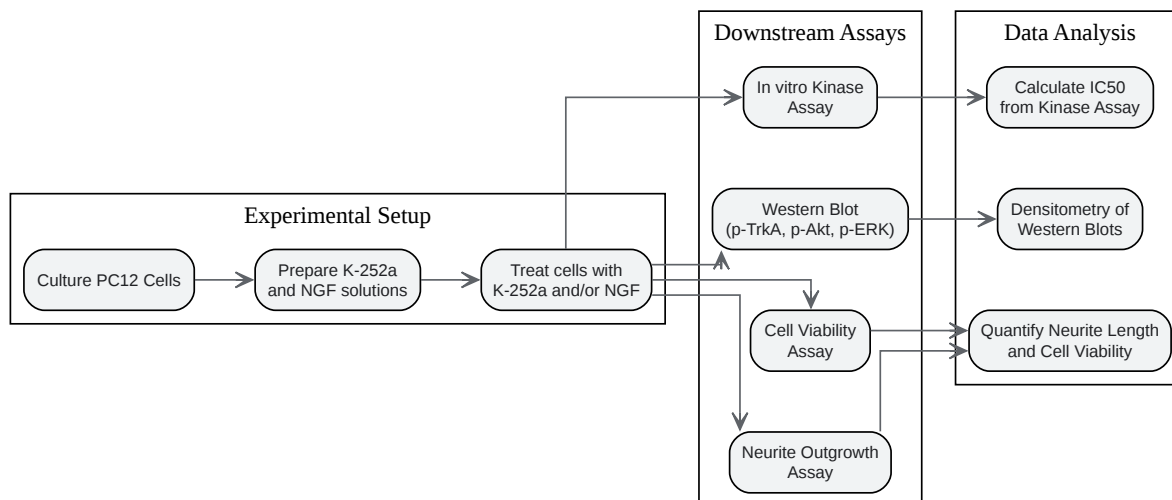 Experimental Setup
Culture PC12 Cells
Prepare K-252a
and NGF solutions
Treat cells with
K-252a and/or NGF
Downstream Assays
In vitro Kinase
Assay
Western Blot
(p-TrkA, p-Akt, p-ERK)
Cell Viability
Assay
Neurite Outgrowth
Assay
Data Analysis
Calculate IC50
from Kinase Assay
Densitometry of
Western Blots
Quantify Neurite Length
and Cell Viability